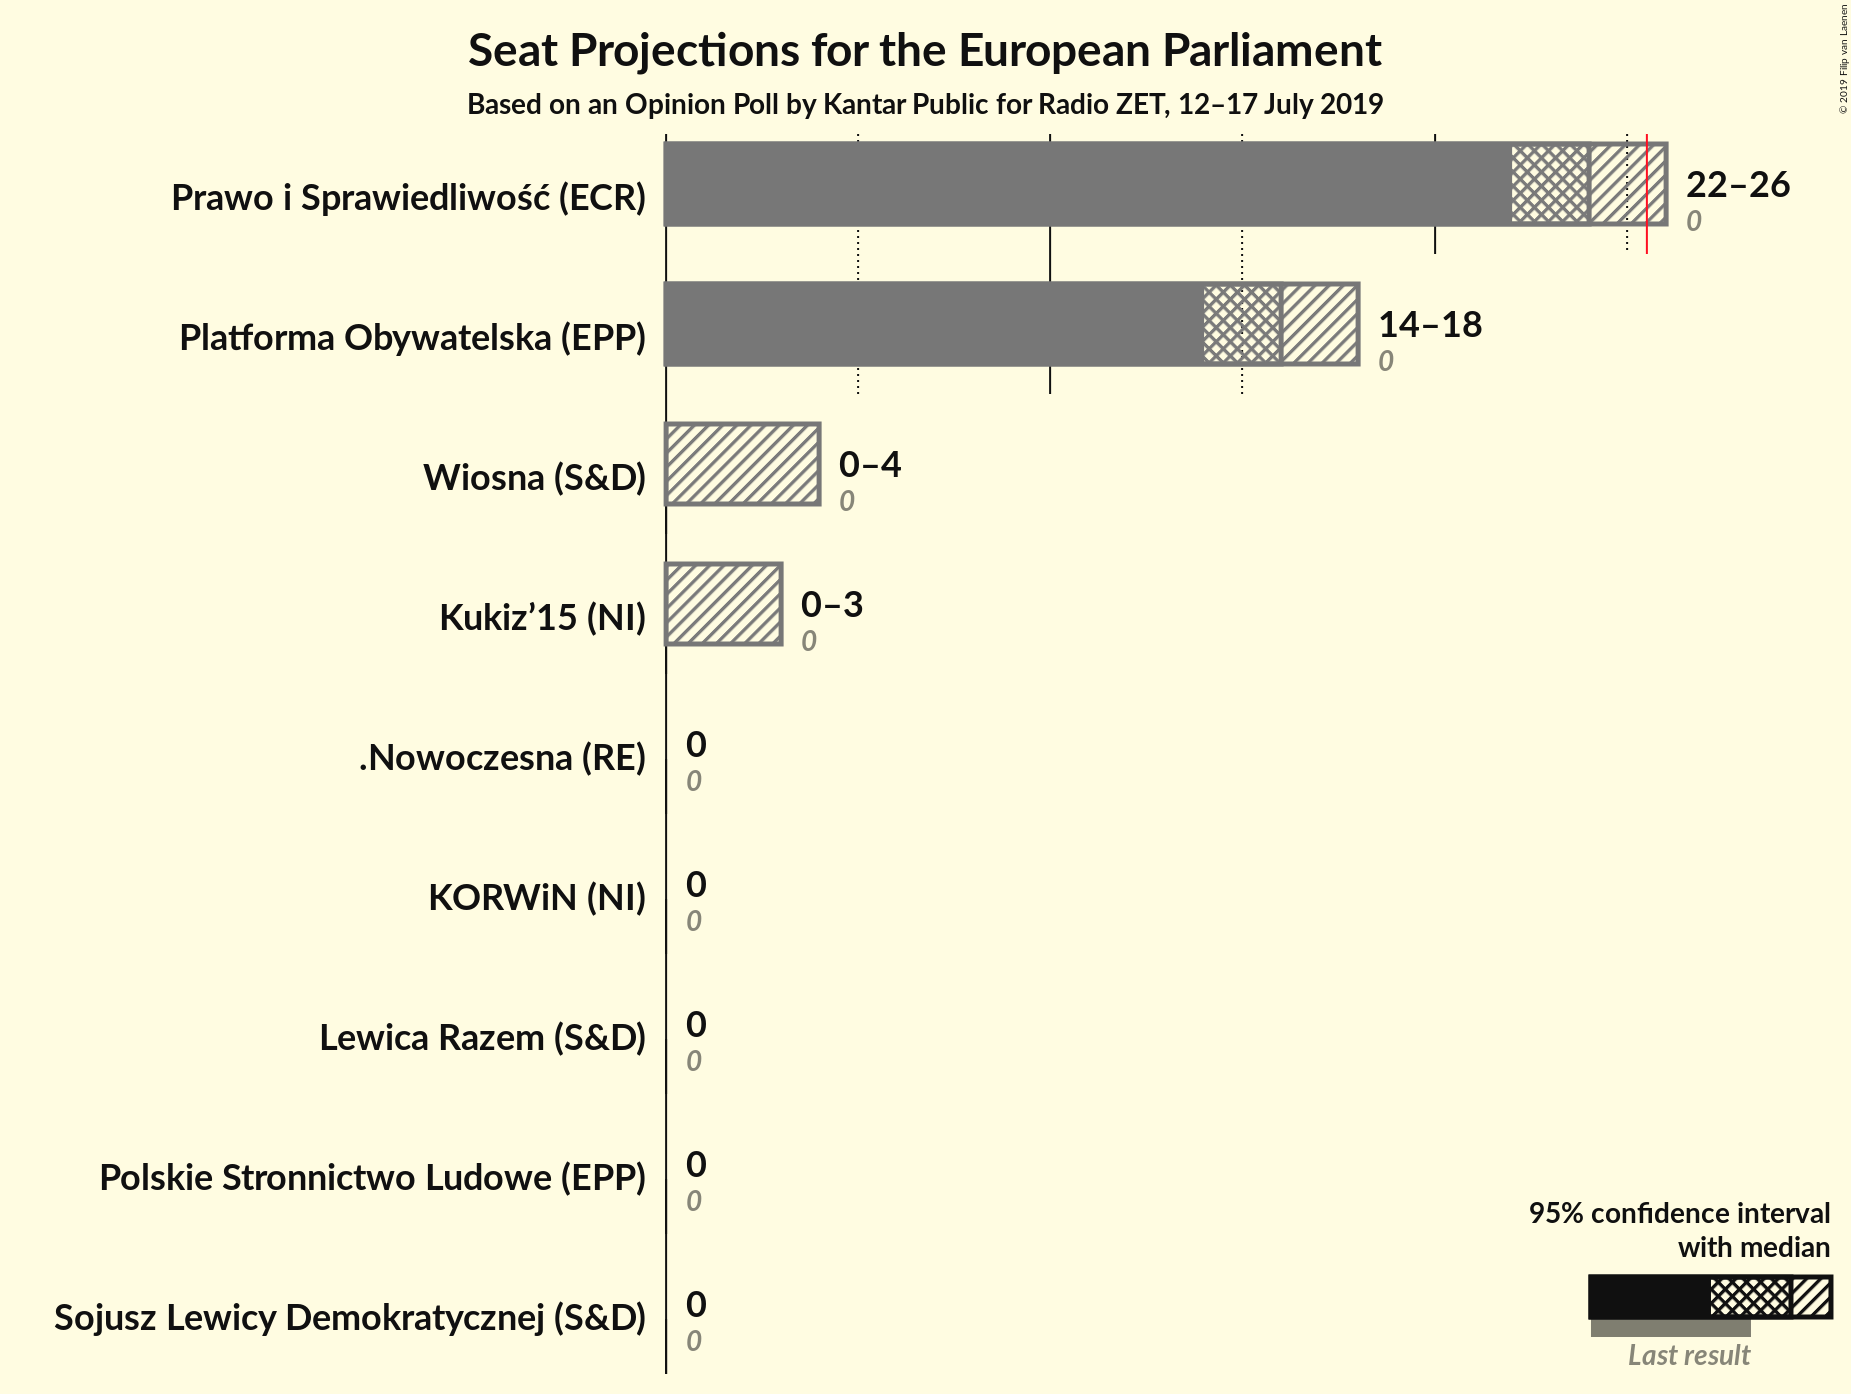 Seat Projections for the European Parliament
Based on an Opinion Poll by Kantar Public for Radio ZET, 12–17 July 2019
© 2019 Filip van Laenen
Prawo i Sprawiedliwość (ECR)
22–26
0
Platforma Obywatelska (EPP)
14–18
0
Wiosna (S&D)
0–4
0
Kukiz’15 (NI)
0–3
0
.Nowoczesna (RE)
0
0
KORWiN (NI)
0
0
Lewica Razem (S&D)
0
0
Polskie Stronnictwo Ludowe (EPP)
0
0
Sojusz Lewicy Demokratycznej (S&D)
0
0
95% confidence interval
with median
Last result